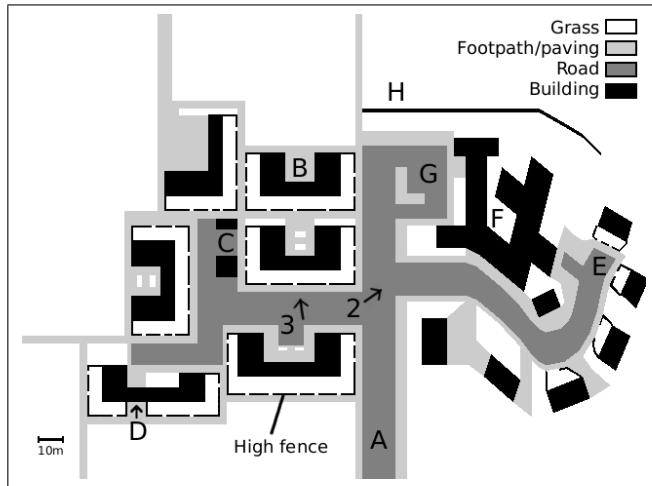 Grass
Footpath/paving
Road
Building
H
B
G
F
C
E
2
3
D
A
High fence
10m